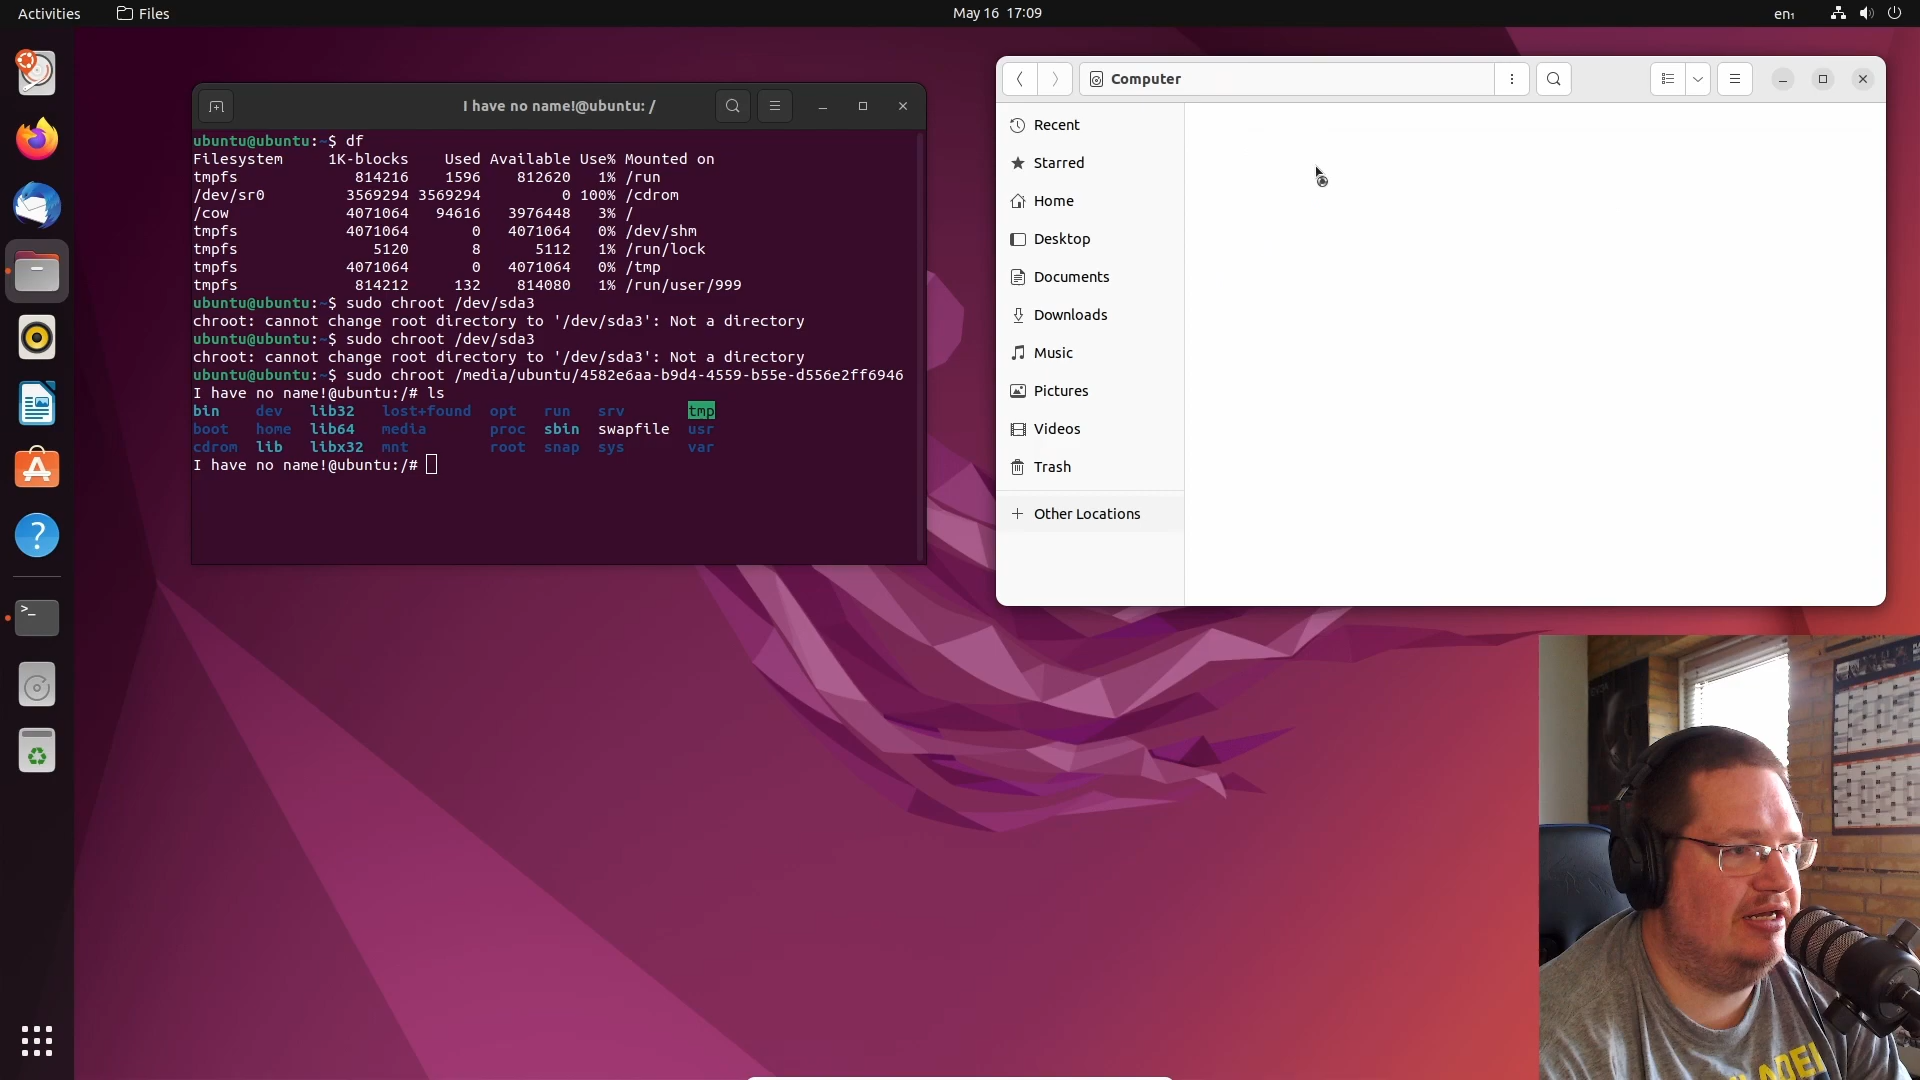 Activities
Files
May 16 17:09
en1
I have no name!@ubuntu: /
ubuntu@ubuntu:~$ df
Filesystem 1K-blocks Used Available Use% Mounted on
tmpfs 814216 1596 812620 1% /run
/dev/sr0 3569294 3569294 0 100% /cdrom
/cow 4071064 94616 3976448 3% /
tmpfs 4071064 0 4071064 0% /dev/shm
tmpfs 5120 8 5112 1% /run/lock
tmpfs 4071064 0 4071064 0% /tmp
tmpfs 814212 132 814080 1% /run/user/999
ubuntu@ubuntu:~$ sudo chroot /dev/sda3
chroot: cannot change root directory to '/dev/sda3': Not a directory
ubuntu@ubuntu:~$ sudo chroot /dev/sda3
chroot: cannot change root directory to '/dev/sda3': Not a directory
ubuntu@ubuntu:~$ sudo chroot /media/ubuntu/4582e6aa-b9d4-4559-b55e-d556e2ff6946
I have no name!@ubuntu:/# ls
bin dev lib32 lost+found opt run srv tmp
boot home lib64 media proc sbin swapfile usr
cdrom lib libx32 mnt root snap sys var
I have no name!@ubuntu:/#
Computer
Recent
Starred
Home
Desktop
Documents
Downloads
Music
Pictures
Videos
Trash
Other Locations